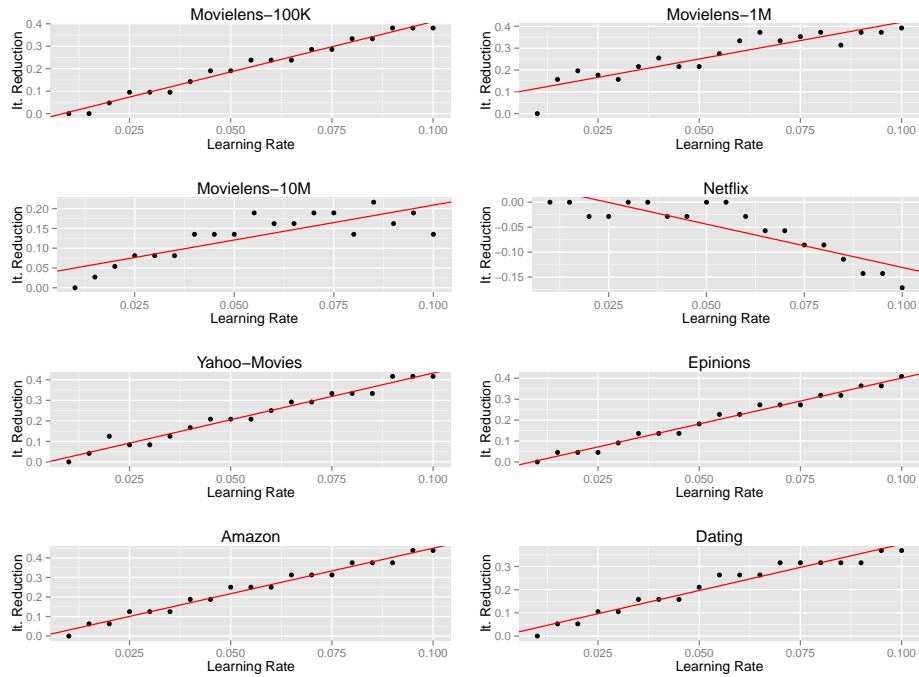 Movielens−100K
It. Reduction
0.4
0.3
0.2
0.1
0.0
0.025 0.050 0.075 0.100
Learning Rate
Movielens−1M
It. Reduction
0.4
0.3
0.2
0.1
0.0
0.025 0.050 0.075 0.100
Learning Rate
Movielens−10M
It. Reduction
0.20
0.15
0.10
0.05
0.00
0.025 0.050 0.075 0.100
Learning Rate
Netflix
It. Reduction
0.00
−0.05
−0.10
−0.15
0.025 0.050 0.075 0.100
Learning Rate
Yahoo−Movies
It. Reduction
0.4
0.3
0.2
0.1
0.0
0.025 0.050 0.075 0.100
Learning Rate
Epinions
It. Reduction
0.4
0.3
0.2
0.1
0.0
0.025 0.050 0.075 0.100
Learning Rate
Amazon
It. Reduction
0.4
0.3
0.2
0.1
0.0
0.025 0.050 0.075 0.100
Learning Rate
Dating
It. Reduction
0.3
0.2
0.1
0.0
0.025 0.050 0.075 0.100
Learning Rate